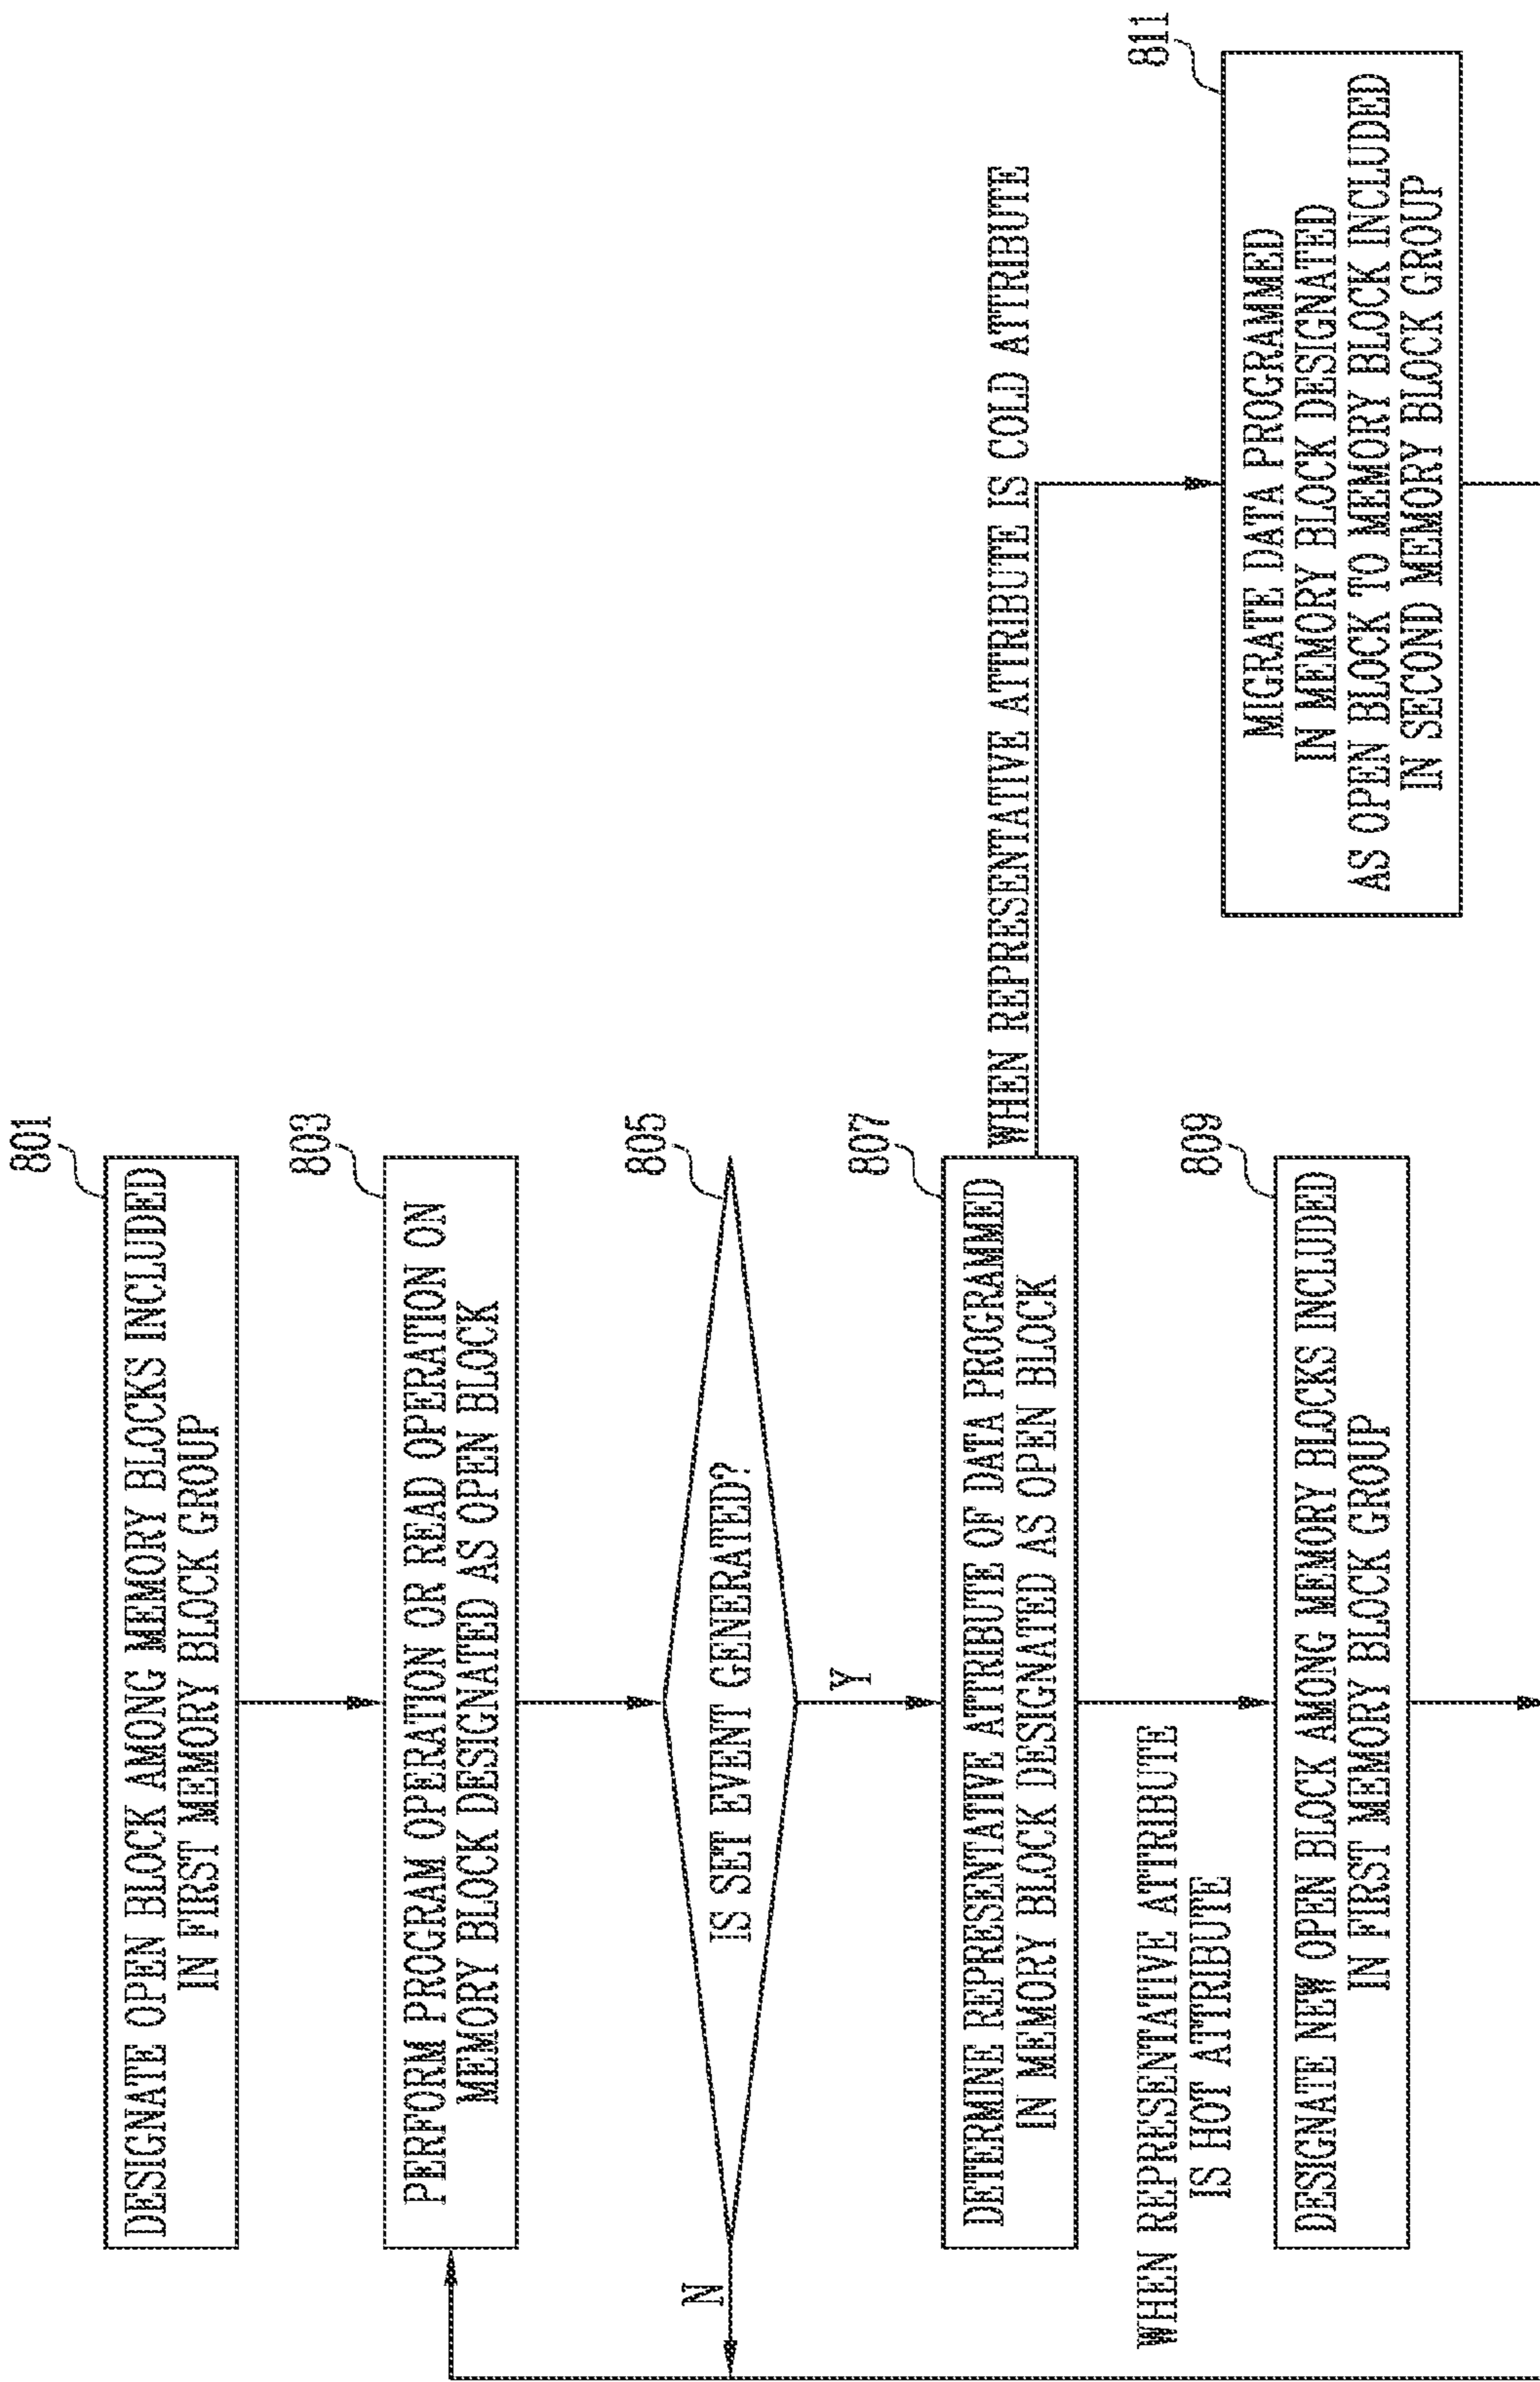 801
DESIGNATE OPEN BLOCK AMONG MEMORY BLOCKS INCLUDED
IN FIRST MEMORY BLOCK GROUP
803
PERFORM PROGRAM OPERATION OR READ OPERATION ON
MEMORY BLOCK DESIGNATED AS OPEN BLOCK
805
IS SET EVENT GENERATED?
N
Y
807
DETERMINE REPRESENTATIVE ATTRIBUTE OF DATA PROGRAMMED
IN MEMORY BLOCK DESIGNATED AS OPEN BLOCK
WHEN REPRESENTATIVE ATTRIBUTE IS COLD ATTRIBUTE
WHEN REPRESENTATIVE ATTRIBUTE
IS HOT ATTRIBUTE
809
DESIGNATE NEW OPEN BLOCK AMONG MEMORY BLOCKS INCLUDED
IN FIRST MEMORY BLOCK GROUP
811
MIGRATE DATA PROGRAMMED
IN MEMORY BLOCK DESIGNATED
AS OPEN BLOCK TO MEMORY BLOCK INCLUDED
IN SECOND MEMORY BLOCK GROUP